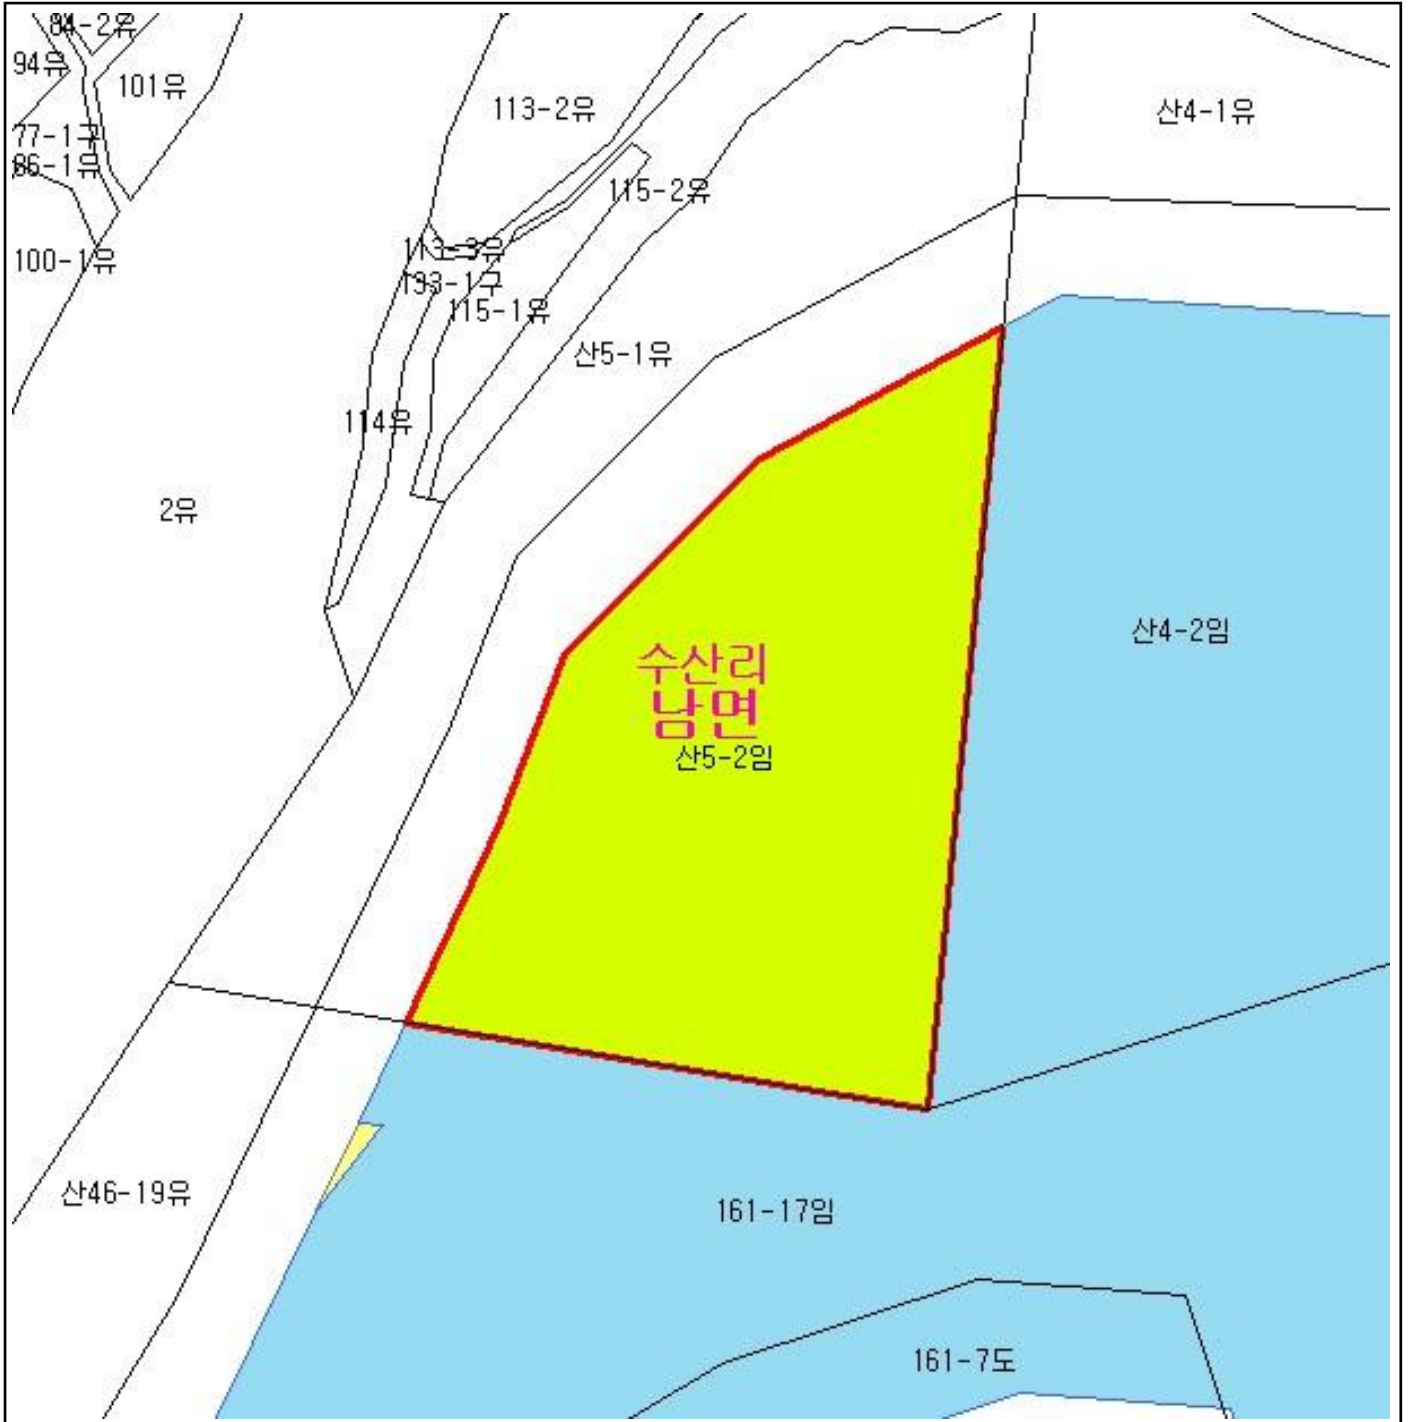 84-2유
94유
101유
113-2유
산4-1유
77-1구
86-1유
115-2유
100-1유
113-3유
133-1구
115-1유
산5-1유
114유
2유
산4-2임
수산리
남면
산5-2임
산46-19유
161-17임
161-7도